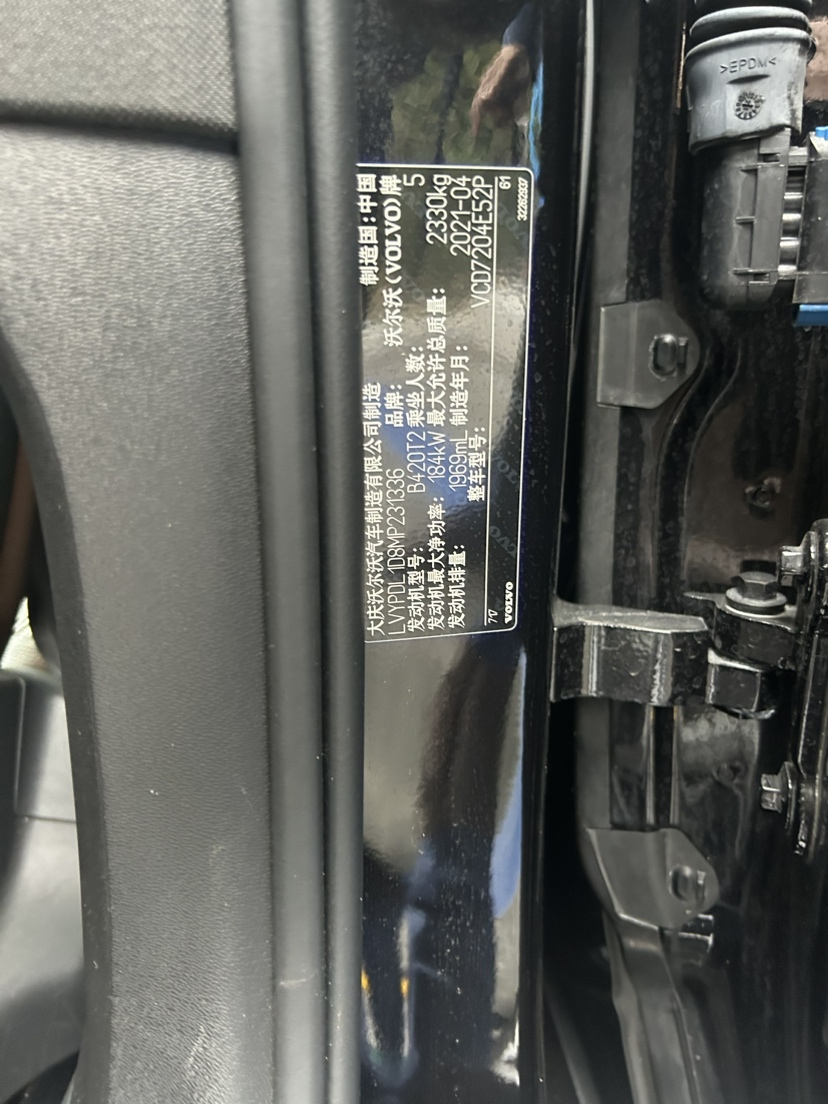 大庆沃尔沃汽车制造有限公司制造 制造国:中国
LVYPDL1D8MP231336 品牌: 沃尔沃(VOLVO)牌
发动机型号: B420T2 乘坐人数: 5
发动机最大净功率: 184kW 最大允许总质量: 2330kg
发动机排量: 1969mL 制造年月: 2021-04
整车型号: VCD7204E52P
717 61
VOLVO 32262937
>EPDM<